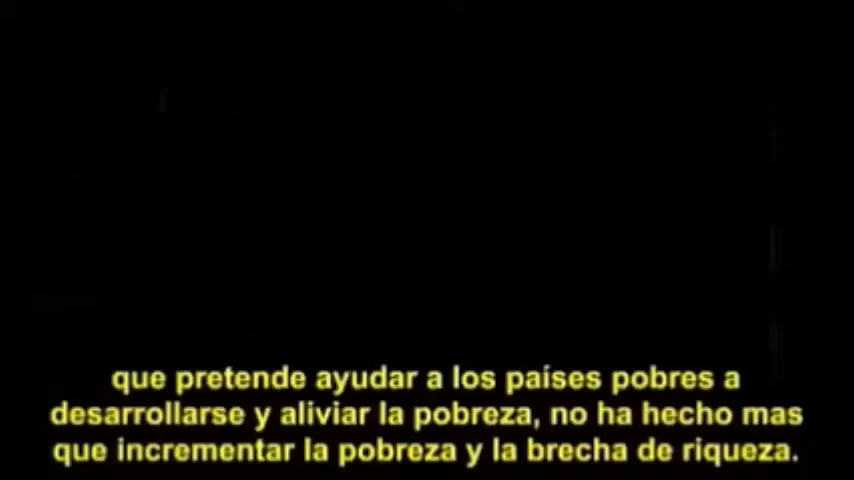 que pretende ayudar a los países pobres a
desarrollarse y aliviar la pobreza, no ha hecho mas
que incrementar la pobreza y la brecha de riqueza.